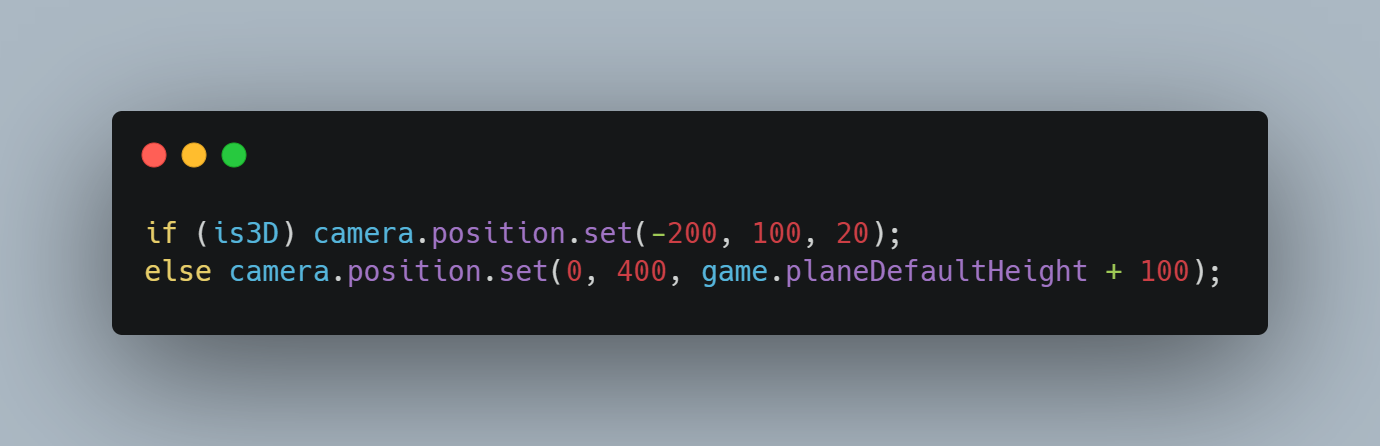 if (is3D) camera.position.set(-200, 100, 20);
else camera.position.set(0, 400, game.planeDefaultHeight + 100);